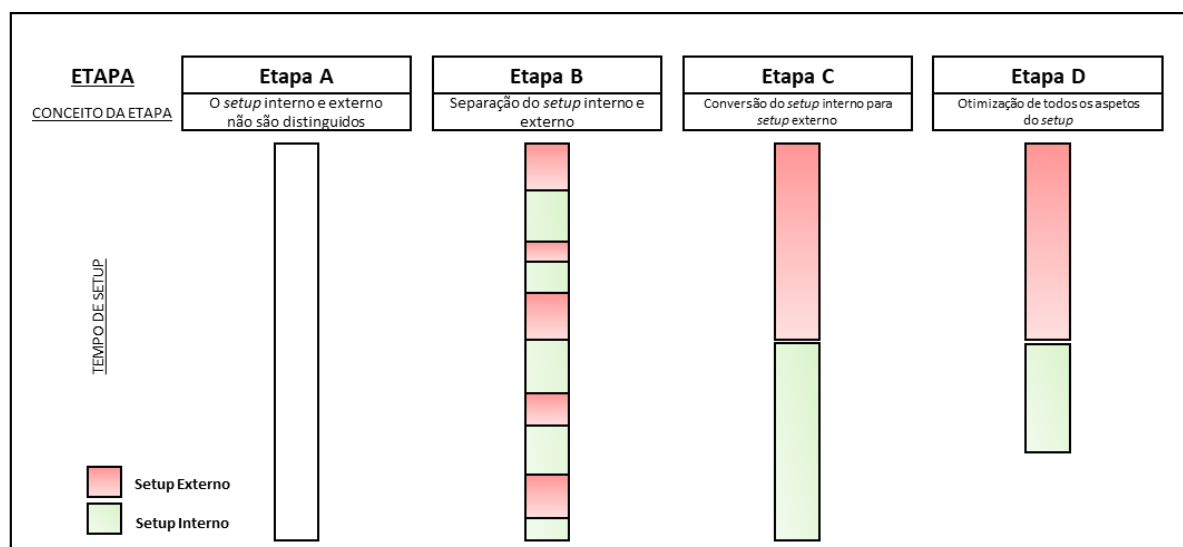 ETAPA
Etapa A
Etapa B
Etapa C
Etapa D
CONCEITO DA ETAPA
O setup interno e externo
não são distinguidos
Separação do setup interno e
externo
Conversão do setup interno para
setup externo
Otimização de todos os aspetos
do setup
TEMPO DE SETUP
Setup Externo
Setup Interno